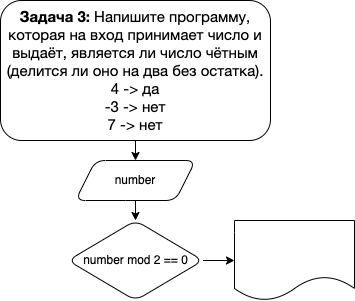 Задача 3: Напишите программу,
которая на вход принимает число и
выдаёт, является ли число чётным
(делится ли оно на два без остатка).
4 -> да
-3 -> нет
7 -> нет
number
number mod 2 == 0